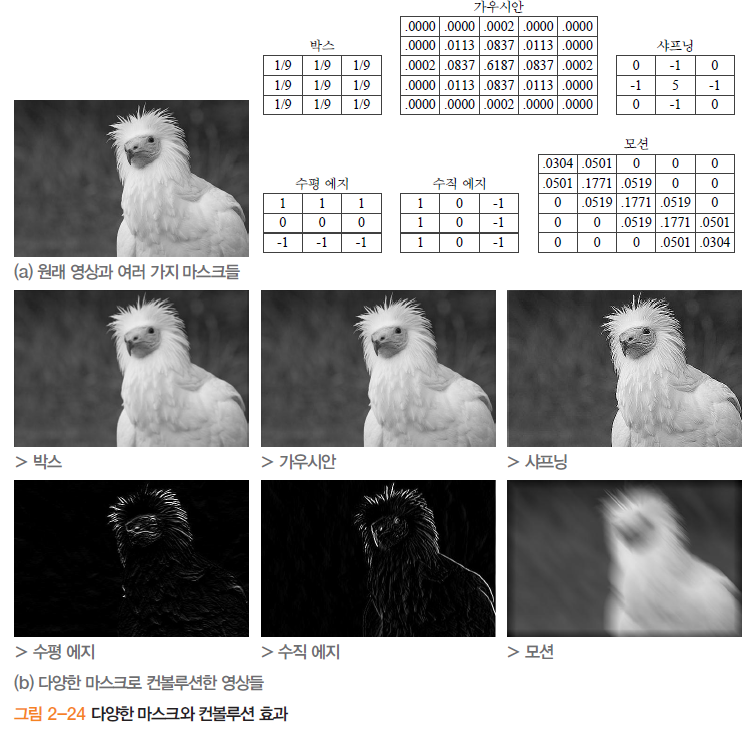 가우시안
.0000 .0000 .0002 .0000 .0000
.0000 .0113 .0837 .0113 .0000
.0002 .0837 .6187 .0837 .0002
.0000 .0113 .0837 .0113 .0000
.0000 .0000 .0002 .0000 .0000
박스
1/9 1/9 1/9
1/9 1/9 1/9
1/9 1/9 1/9
샤프닝
0 -1 0
-1 5 -1
0 -1 0
수평 에지
1 1 1
0 0 0
-1 -1 -1
수직 에지
1 0 -1
1 0 -1
1 0 -1
모션
.0304 .0501 0 0 0
.0501 .1771 .0519 0 0
0 .0519 .1771 .0519 0
0 0 .0519 .1771 .0501
0 0 0 .0501 .0304
(a) 원래 영상과 여러 가지 마스크들
> 박스
> 가우시안
> 샤프닝
> 수평 에지
> 수직 에지
> 모션
(b) 다양한 마스크로 컨볼루션한 영상들
그림 2-24 다양한 마스크와 컨볼루션 효과